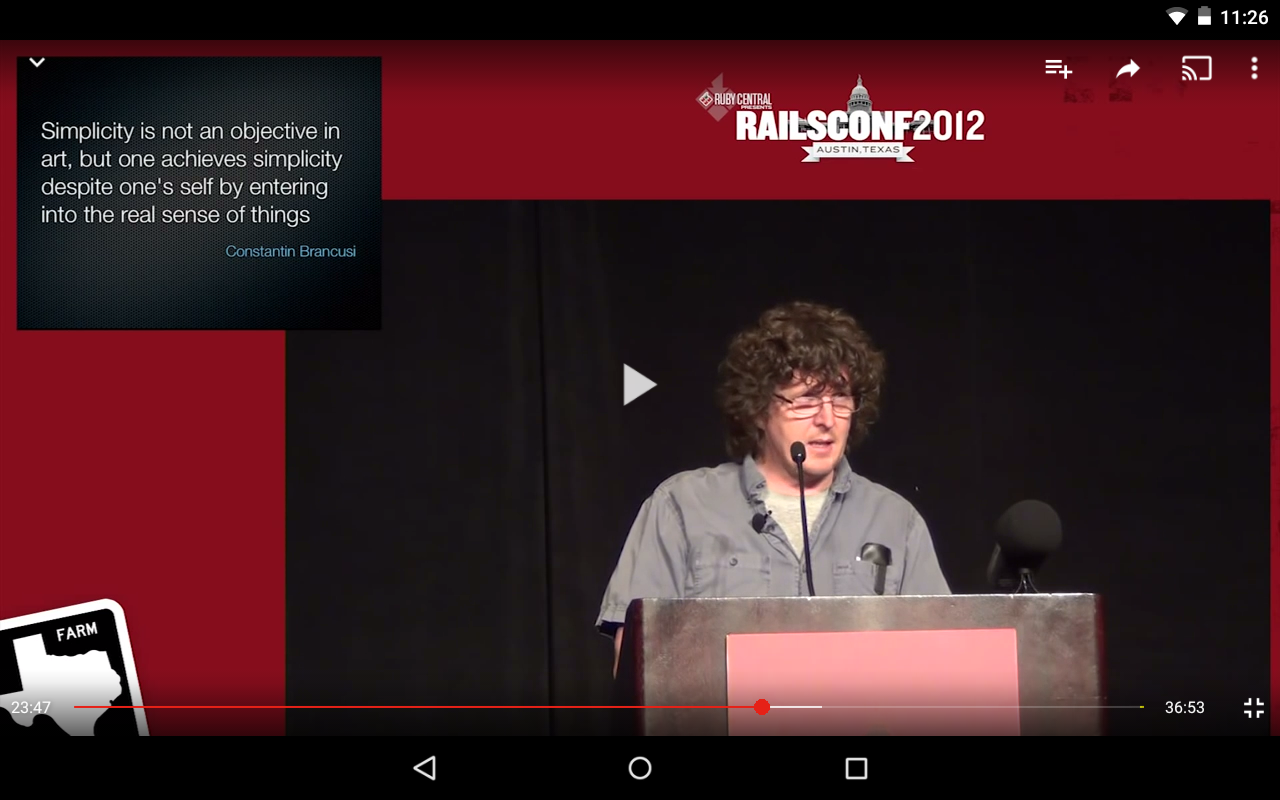 11:26
Simplicity is not an objective in
art, but one achieves simplicity
despite one's self by entering
into the real sense of things
Constantin Brancusi
RUBY CENTRAL
PRESENTS
RAILSCONF2012
AUSTIN, TEXAS
FARM
23:47
36:53